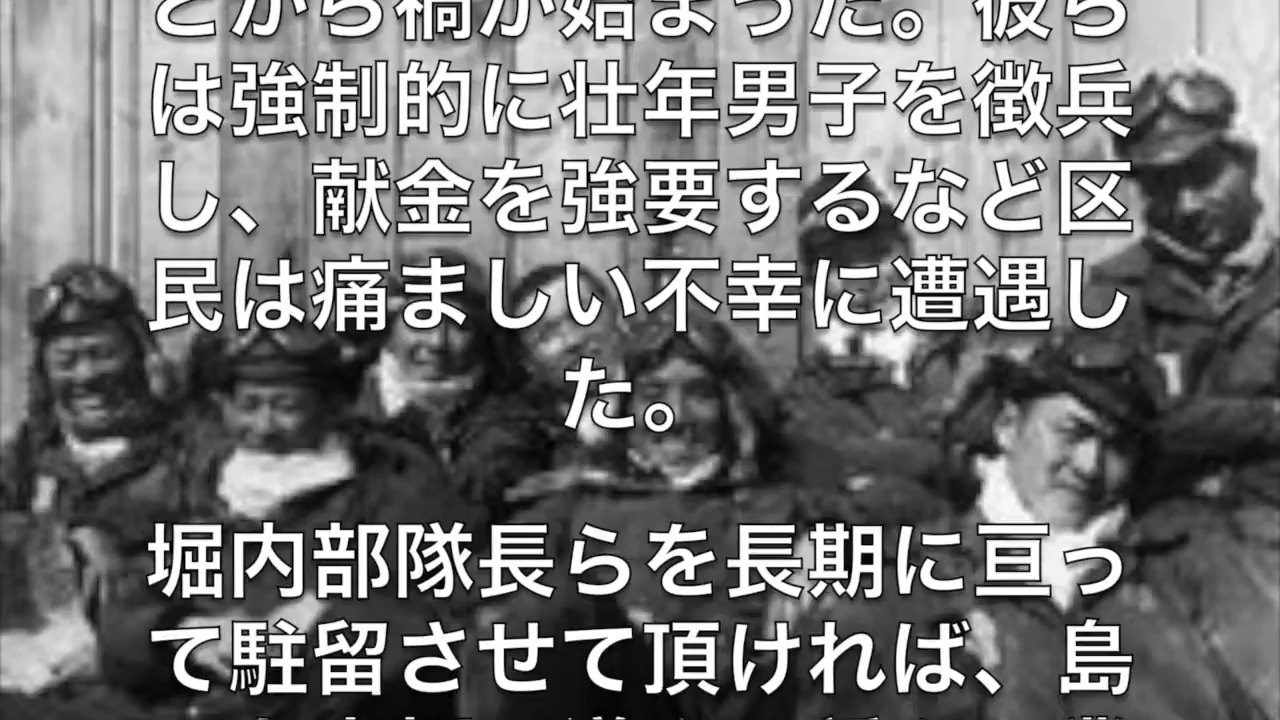 とから禍が始まった。彼ら
は強制的に壮年男子を徴兵
し、献金を強要するなど区
民は痛ましい不幸に遭遇し
た。
堀内部隊長らを長期に亘っ
て駐留させて頂ければ、島